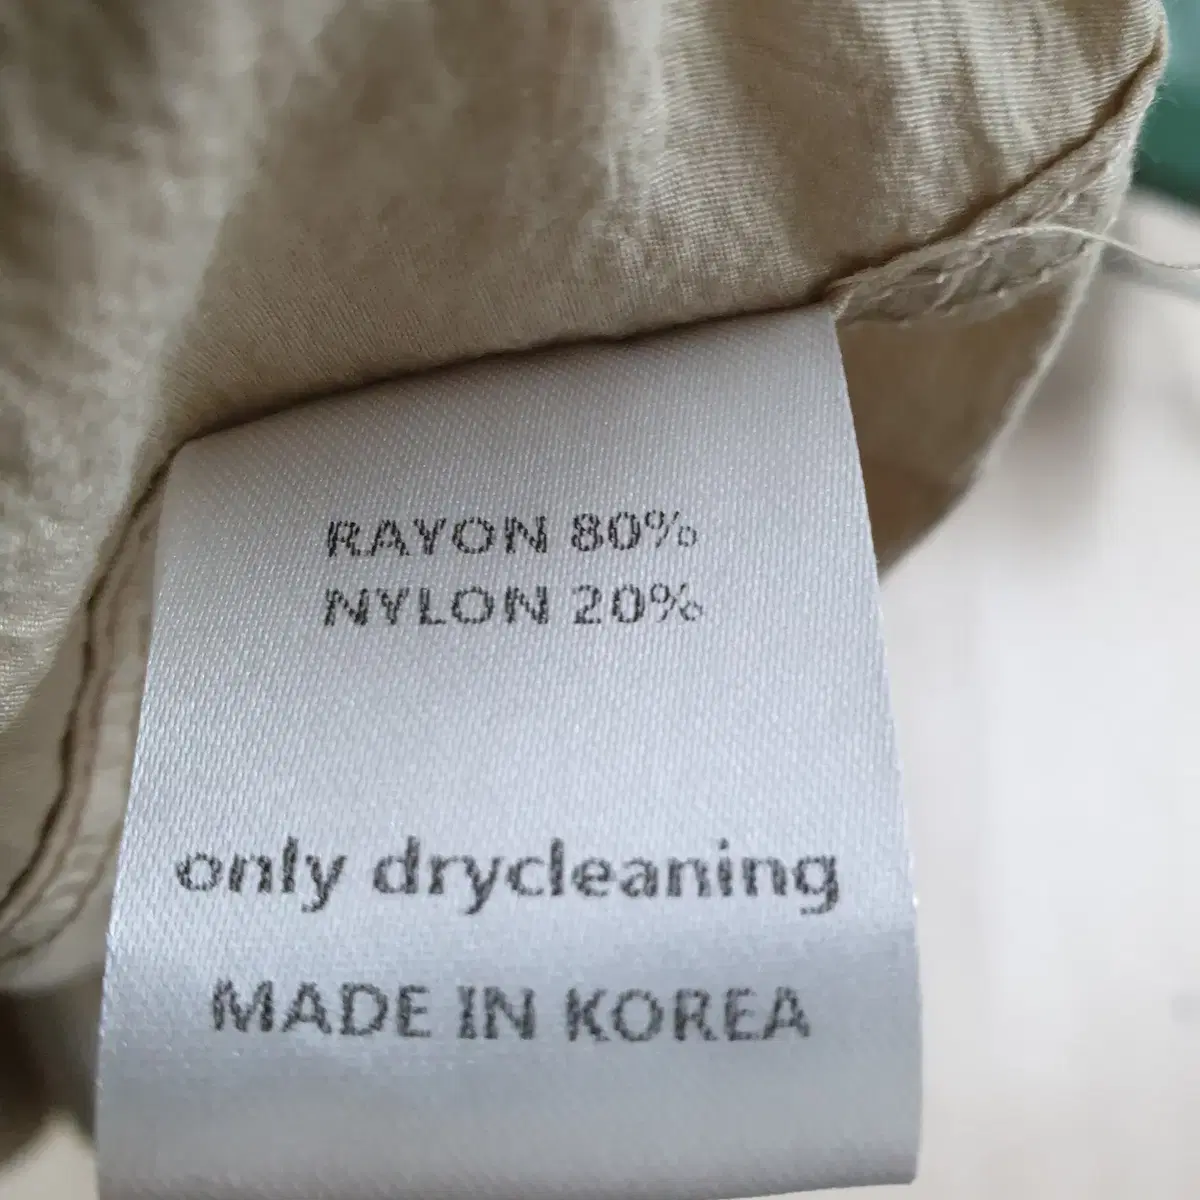 RAYON 80%
NYLON 20%
only drycleaning
MADE IN KOREA